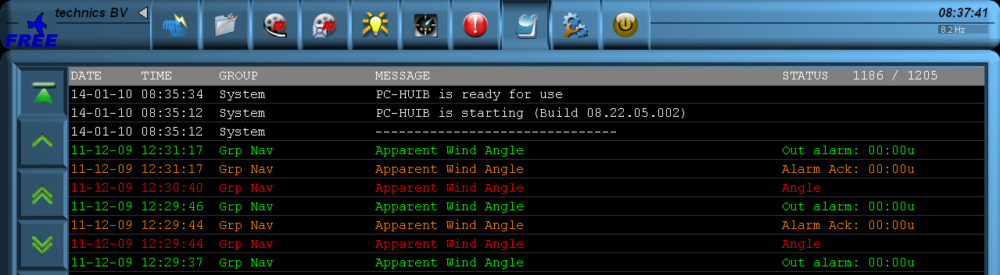 technics BV
FREE
08:37:41
8.2 Hz
DATE TIME GROUP MESSAGE STATUS 1186 / 1205
14-01-10 08:35:34 System PC-HUIB is ready for use
14-01-10 08:35:12 System PC-HUIB is starting (Build 08.22.05.002)
14-01-10 08:35:12 System -------------------------------
11-12-09 12:31:17 Grp Nav Apparent Wind Angle Out alarm: 00:00u
11-12-09 12:31:17 Grp Nav Apparent Wind Angle Alarm Ack: 00:00u
11-12-09 12:30:40 Grp Nav Apparent Wind Angle Angle
11-12-09 12:29:46 Grp Nav Apparent Wind Angle Out alarm: 00:00u
11-12-09 12:29:44 Grp Nav Apparent Wind Angle Alarm Ack: 00:00u
11-12-09 12:29:44 Grp Nav Apparent Wind Angle Angle
11-12-09 12:29:37 Grp Nav Apparent Wind Angle Out alarm: 00:00u